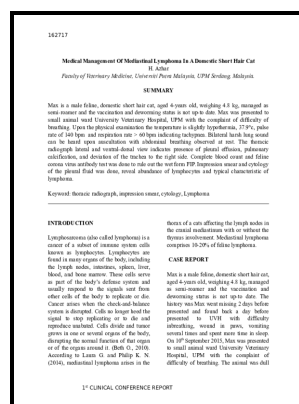 162717
Medical Management Of Mediastinal Lymphoma In A Domestic Short Hair Cat
H. Azhar
Faculty of Veterinary Medicine, Universiti Putra Malaysia, UPM Serdang, Malaysia.
SUMMARY
Max is a male feline, domestic short hair cat, aged 6-years old, weighing 4.8 kg, managed as
semi-roamer and the vaccination and deworming status is not up to date. Max was presented to
small animal ward University Veterinary Hospital, UPM with the complaint of difficulty of
breathing. Upon the physical examination the temperature is slightly hypothermia, 37.9°c, pulse
rate of 140 bpm and respiration rate > 60 bpm indicating tachypnea. Bilateral harsh lung sound
can be heard upon auscultation with abdominal breathing observed at rest. The thoracic
radiograph lateral and ventral-dorsal view indicates presence of pleural effusion, pulmonary
calcification, and deviation of the trachea to the right side. Complete blood count and feline
corona virus antibody test was done to rule out the wet form FIP. Impression smear and cytology
of the pleural fluid was done, reveal abundance of lymphocytes and typical characteristic of
lymphoma.
Keyword: thoracic radiograph, impression smear, cytology, Lymphoma
INTRODUCTION
Lymphosarcoma (also called lymphoma) is a
cancer of a subset of immune system cells
known as lymphocytes. Lymphocytes are
found in many organs of the body, including
the lymph nodes, intestines, spleen, liver,
blood, and bone marrow. These cells serve
as part of the body's defense system and
usually respond to the signals sent from
other cells of the body to replicate or die.
Cancer arises when the check-and-balance
system is disrupted. Cells no longer heed the
signal to stop replicating or to die and
reproduce unabated. Cells divide and tumor
grows in one or several organs of the body,
disrupting the normal function of that organ
or of the organs around it. (Beth O., 2010).
According to Laura G. and Philip K. N.
(2014), mediastinal lymphoma arises in the
thorax of a cats affecting the lymph nodes in
the cranial mediastinum with or without the
thymus involvement. Mediastinal lymphoma
comprises 10-20% of feline lymphoma.
CASE REPORT
Max is a male feline, domestic short hair cat,
aged 6-years old, weighing 4.8 kg, managed
as semi-roamer and the vaccination and
deworming status is not up to date. The
history was Max went missing 2 days before
presented and found back a day before
presented to UVH with difficulty
inbreathing, wound in paws, vomiting
several times and spent more time in sleep.
On 10th September 2015, Max was presented
to small animal ward University Veterinary
Hospital, UPM with the complaint of
difficulty of breathing. The animal was dull
1st CLINICAL CONFERENCE REPORT